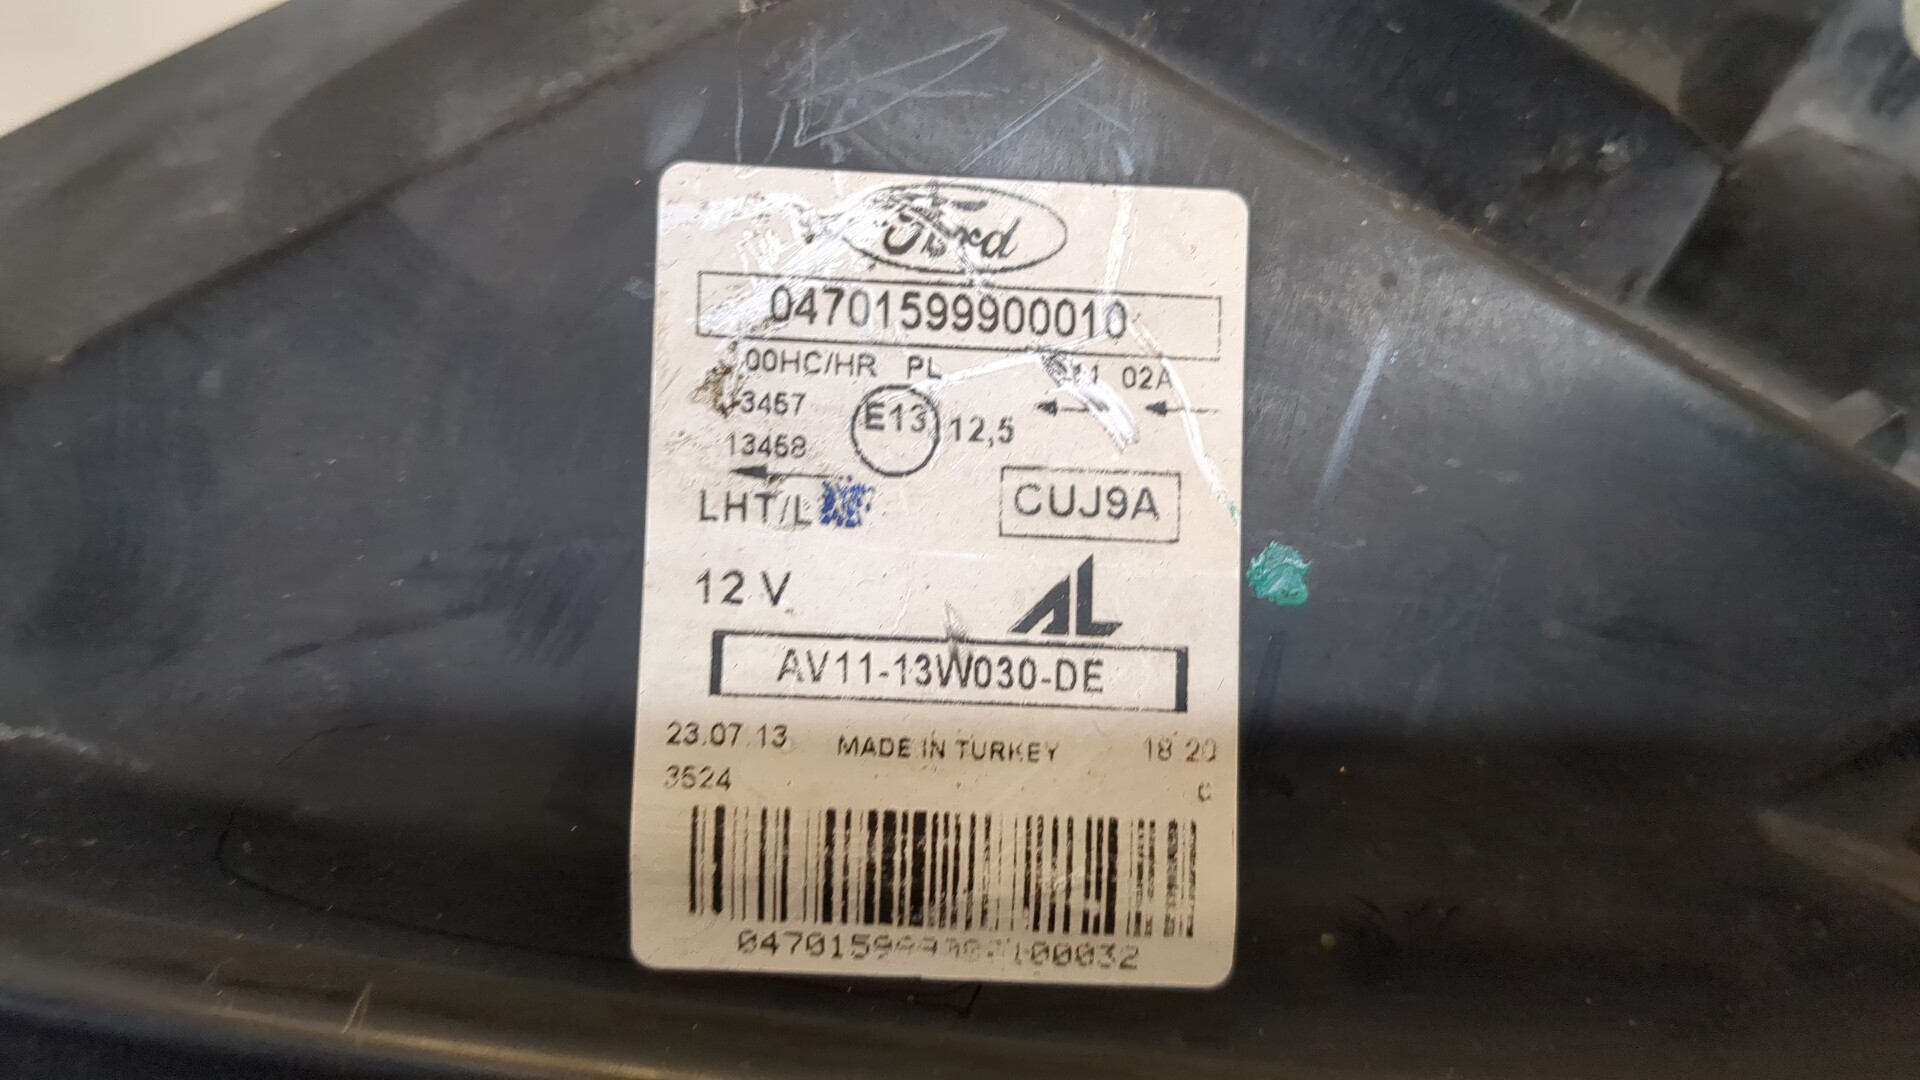 Ford
04701599900010
00HC/HR PL 02A
3467
E13 12,5
13468
LHT/L
CUJ9A
12 V
AL
AV11-13W030-DE
23.07.13 MADE IN TURKEY 18 20
3524 C